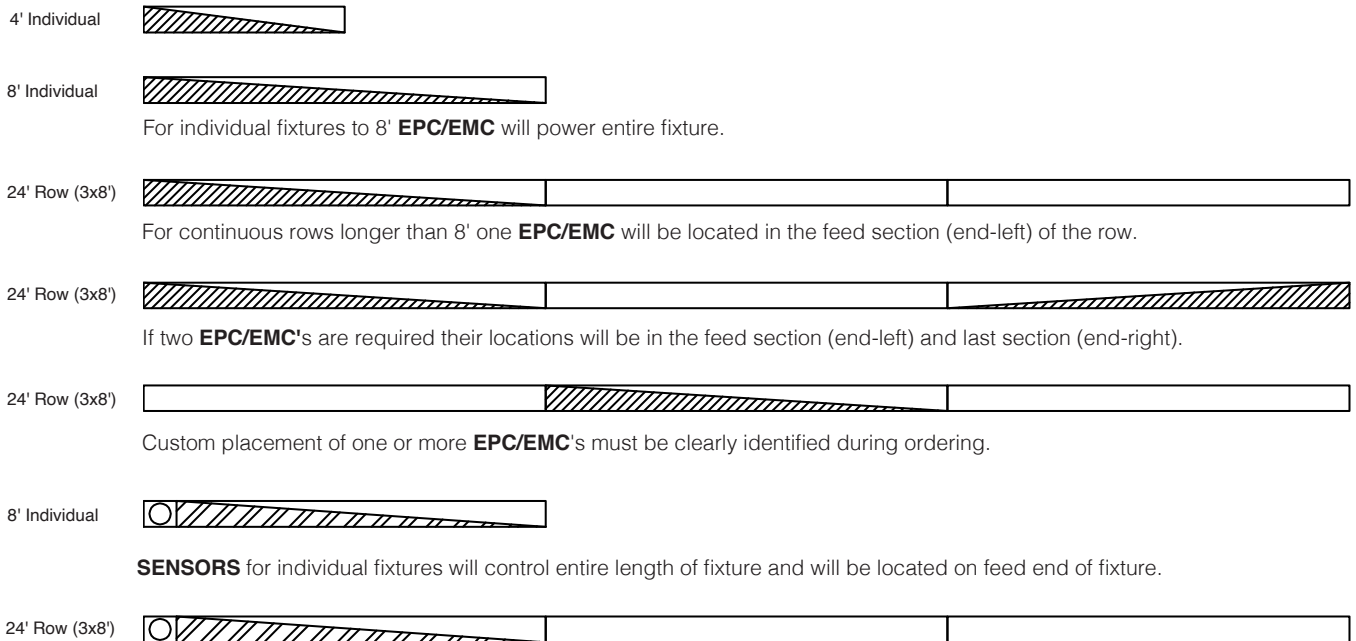 4' Individual
8' Individual
For individual fixtures to 8' EPC/EMC will power entire fixture.
24' Row (3x8')
For continuous rows longer than 8' one EPC/EMC will be located in the feed section (end-left) of the row.
24' Row (3x8')
If two EPC/EMC's are required their locations will be in the feed section (end-left) and last section (end-right).
24' Row (3x8')
Custom placement of one or more EPC/EMC's must be clearly identified during ordering.
8' Individual
SENSORS for individual fixtures will control entire length of fixture and will be located on feed end of fixture.
24' Row (3x8')